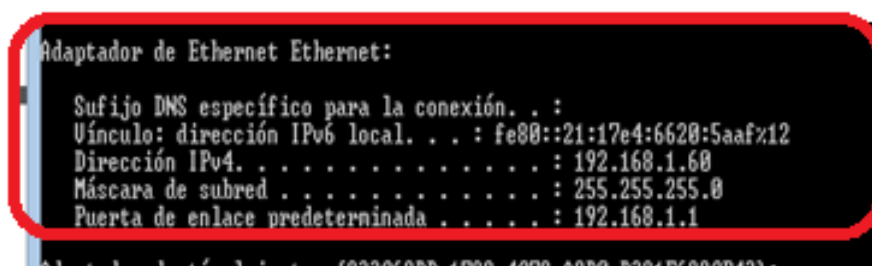 Adaptador de Ethernet Ethernet:
Sufijo DNS específico para la conexión. . :
Vínculo: dirección IPv6 local. . . : fe80::21:17e4:6620:5aaf%12
Dirección IPv4. . . . . . . . . . . . . . : 192.168.1.60
Máscara de subred . . . . . . . . . . . . : 255.255.255.0
Puerta de enlace predeterminada . . . . . : 192.168.1.1